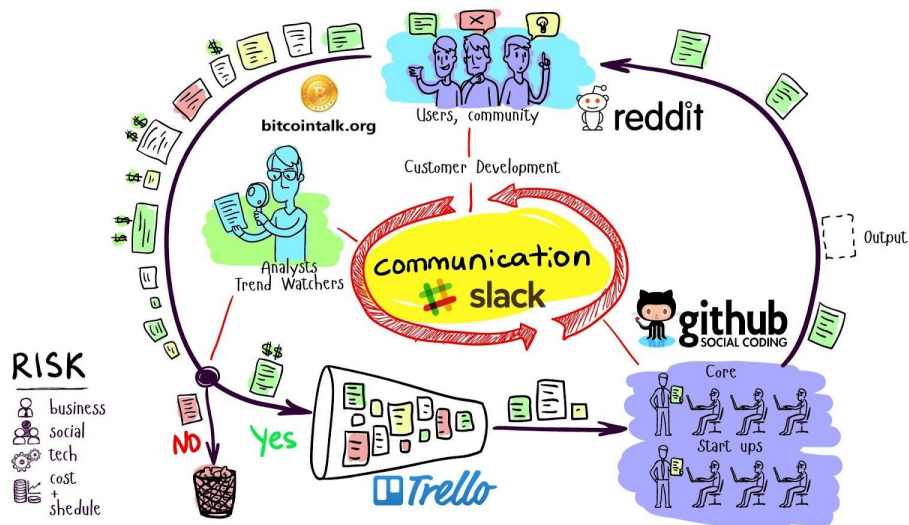 $
bitcointalk.org
Users, community
reddit
Customer Development
$$
$
$
$
Analysts
Trend Watchers
communication
slack
Output
github
SOCIAL CODING
RISK
business
social
tech
cost
+
shedule
NO
$$
Yes
Trello
Core
Start ups